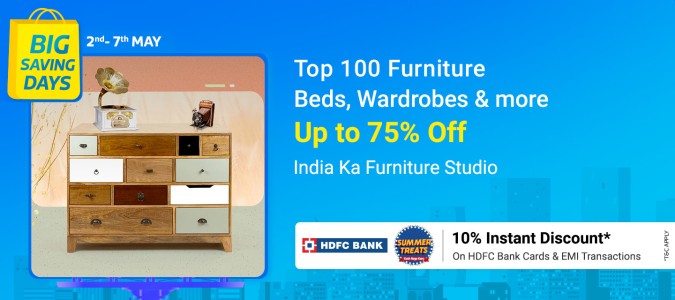 BIG
SAVING
DAYS
2nd- 7th MAY
Top 100 Furniture
Beds, Wardrobes & more
Up to 75% Off
India Ka Furniture Studio
HDFC BANK
SUMMER
TREATS
10% Instant Discount*
On HDFC Bank Cards & EMI Transactions
*T&C APPLY